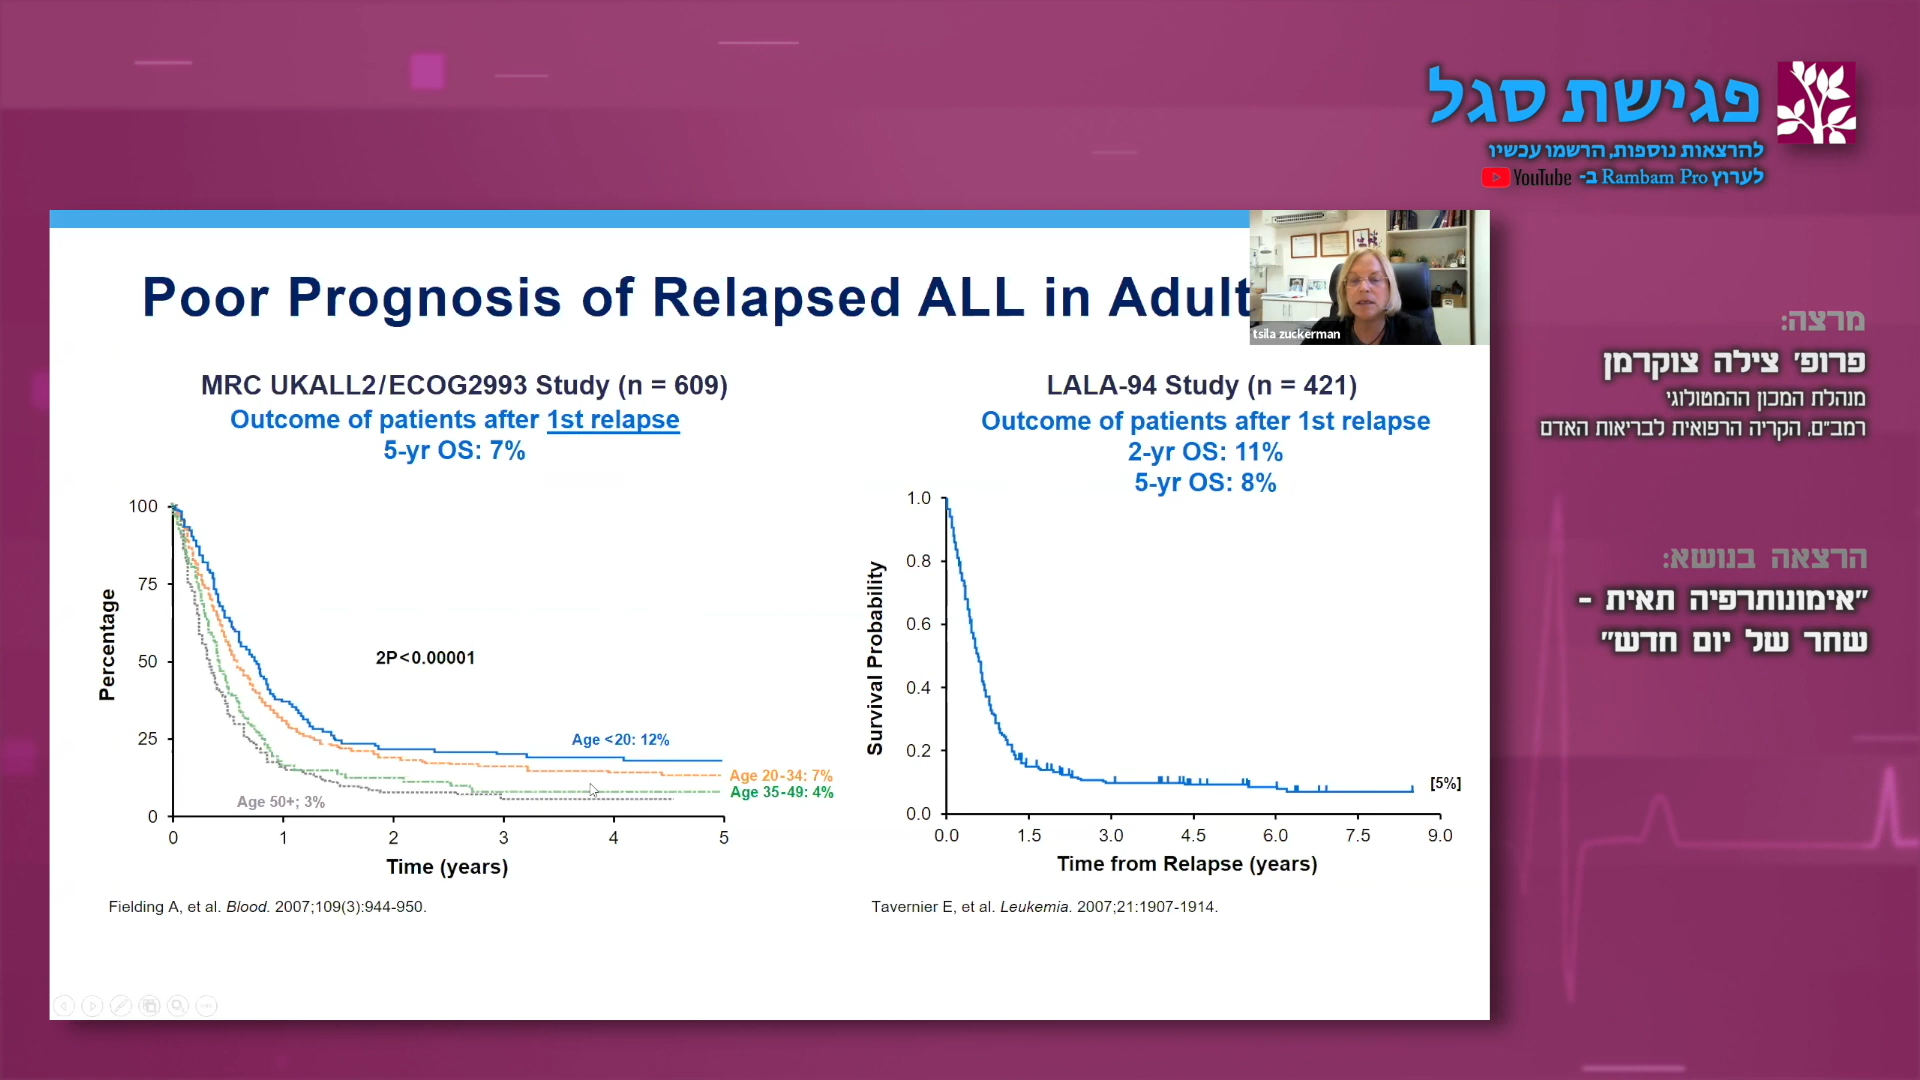 פגישת סגל
להרצאות נוספות, הרשמו עכשיו
לערוץ Rambam Pro ב- YouTube
מרצה:
פרופ' צילה צוקרמן
מנהלת המכון ההמטולוגי
רמב"ם, הקריה הרפואית לבריאות האדם
הרצאה בנושא:
"אימונותרפיה תאית -
שחר של יום חדש"
Poor Prognosis of Relapsed ALL in Adult
tsila zuckerman
MRC UKALL2/ECOG2993 Study (n = 609)
Outcome of patients after 1st relapse
5-yr OS: 7%
100
75
50
25
0
Percentage
2P<0.00001
Age <20: 12%
Age 20-34: 7%
Age 35-49: 4%
Age 50+; 3%
0 1 2 3 4 5
Time (years)
Fielding A, et al. Blood. 2007;109(3):944-950.
LALA-94 Study (n = 421)
Outcome of patients after 1st relapse
2-yr OS: 11%
5-yr OS: 8%
1.0
0.8
0.6
0.4
0.2
0.0
Survival Probability
[5%]
0.0 1.5 3.0 4.5 6.0 7.5 9.0
Time from Relapse (years)
Tavernier E, et al. Leukemia. 2007;21:1907-1914.